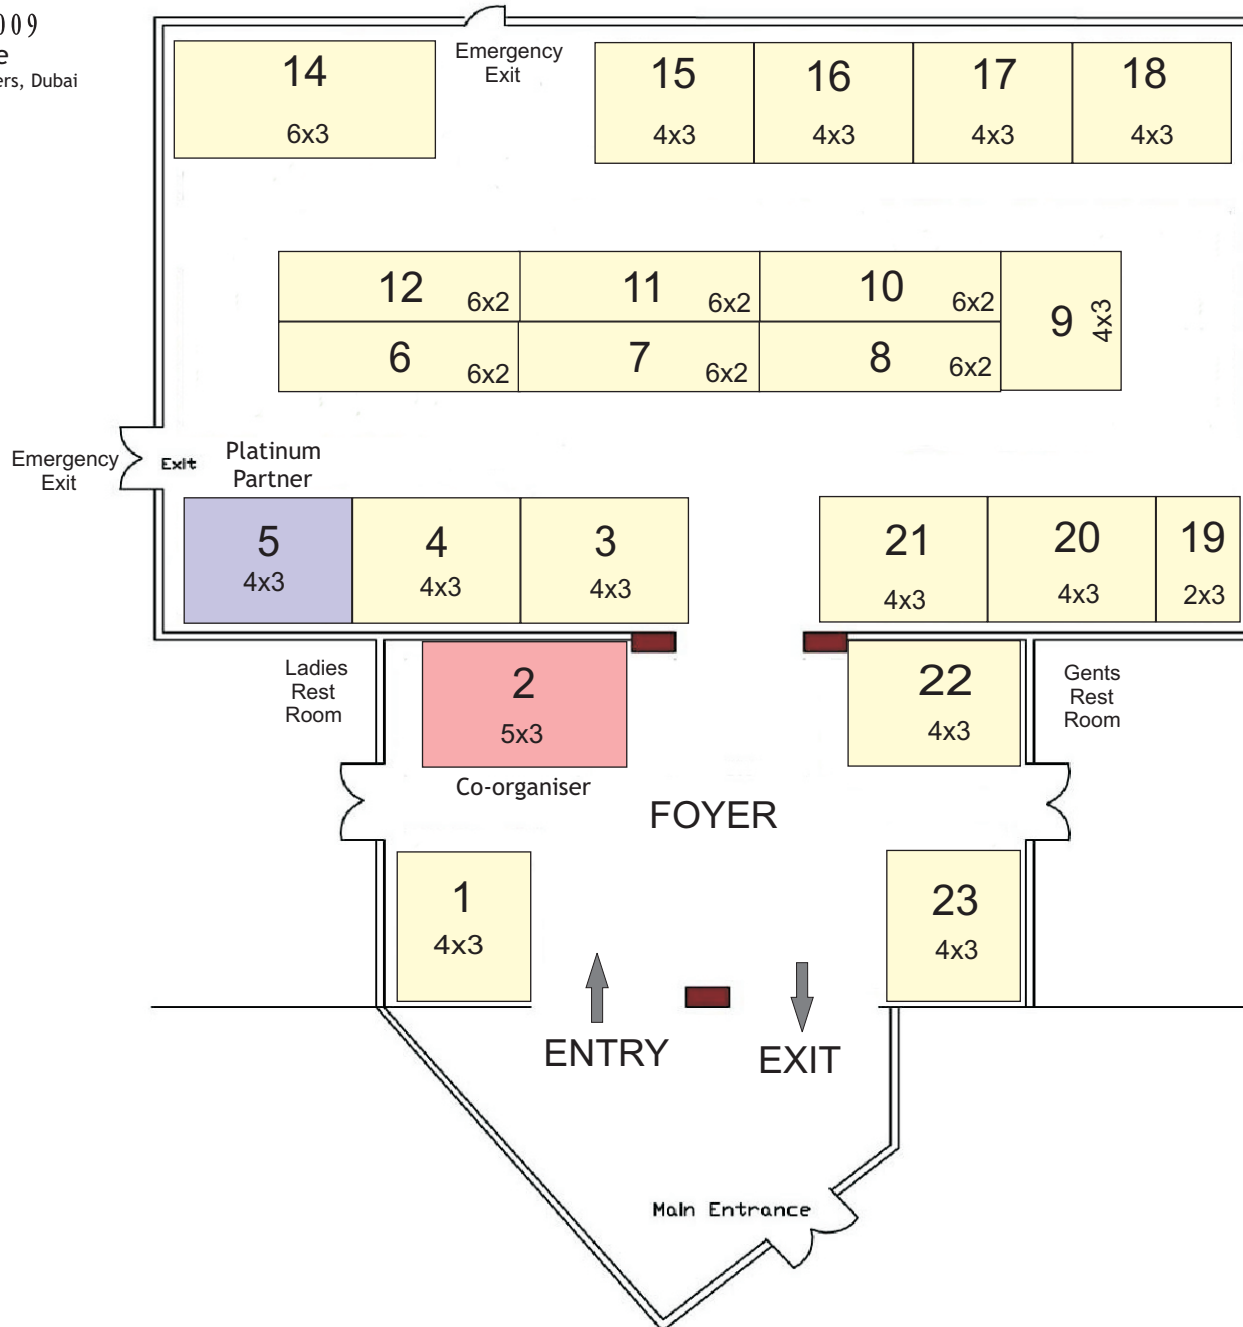 009
e
ers, Dubai
Emergency
Exit
14
6x3
15
4x3
16
4x3
17
4x3
18
4x3
12
6x2
11
6x2
10
6x2
9
4x3
6
6x2
7
6x2
8
6x2
Emergency
Exit
Exit
Platinum
Partner
5
4x3
4
4x3
3
4x3
21
4x3
20
4x3
19
2x3
Ladies
Rest
Room
2
5x3
Co-organiser
22
4x3
Gents
Rest
Room
FOYER
1
4x3
23
4x3
ENTRY
EXIT
Main Entrance